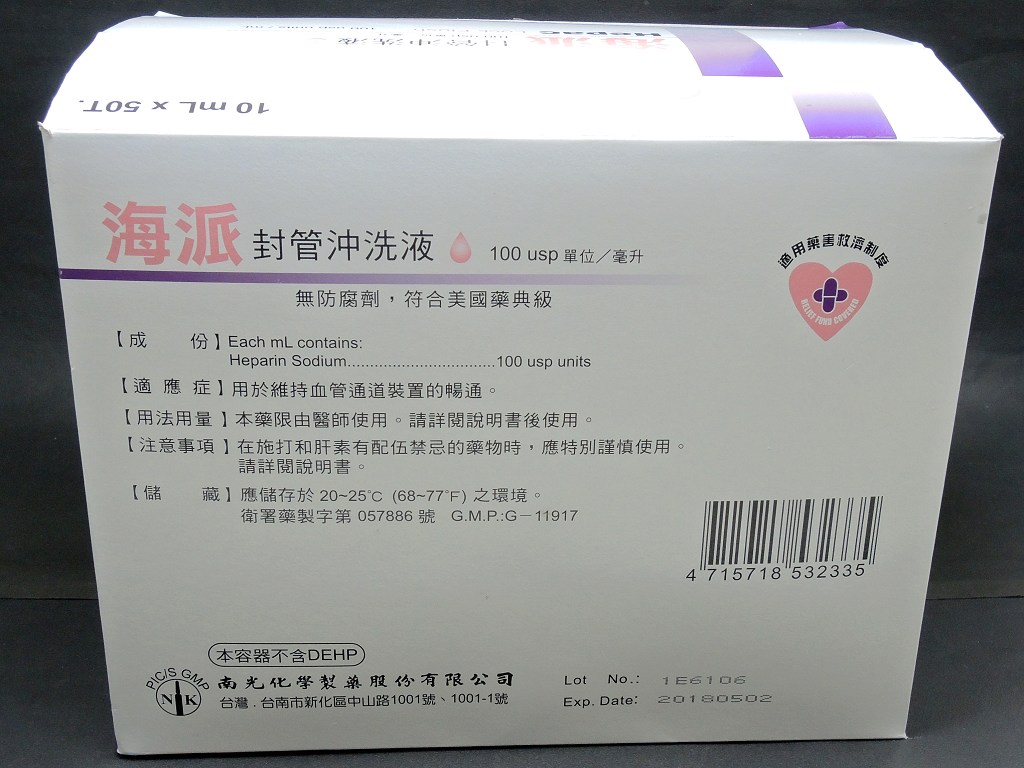 海派
Hepac
Lock Flush
封管沖洗液
10 mL x 50T.
海派 封管沖洗液 100 usp 單位／毫升
無防腐劑，符合美國藥典級
適用藥害救濟制度
RELIEF FUND COVERED
【成 份】Each mL contains:
Heparin Sodium................................100 usp units
【適 應 症】用於維持血管通道裝置的暢通。
【用法用量】本藥限由醫師使用。請詳閱說明書後使用。
【注意事項】在施打和肝素有配伍禁忌的藥物時，應特別謹慎使用。
請詳閱說明書。
【儲 藏】應儲存於 20~25℃ (68~77℉) 之環境。
衛署藥製字第 057886 號 G.M.P.:G－11917
4 715718 532335
本容器不含DEHP
PIC/S GMP
NK
南光化學製藥股份有限公司
台灣．台南市新化區中山路1001號、1001-1號
Lot No.: 1E6106
Exp. Date: 20180502